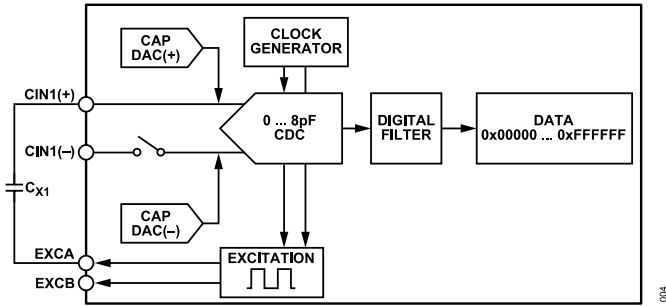 CAP
DAC(+)
CLOCK
GENERATOR
CIN1(+)
0 ... 8pF
CDC
DIGITAL
FILTER
DATA
0x00000 ... 0xFFFFFF
CIN1(–)
CX1
CAP
DAC(–)
EXCA
EXCITATION
EXCB
004